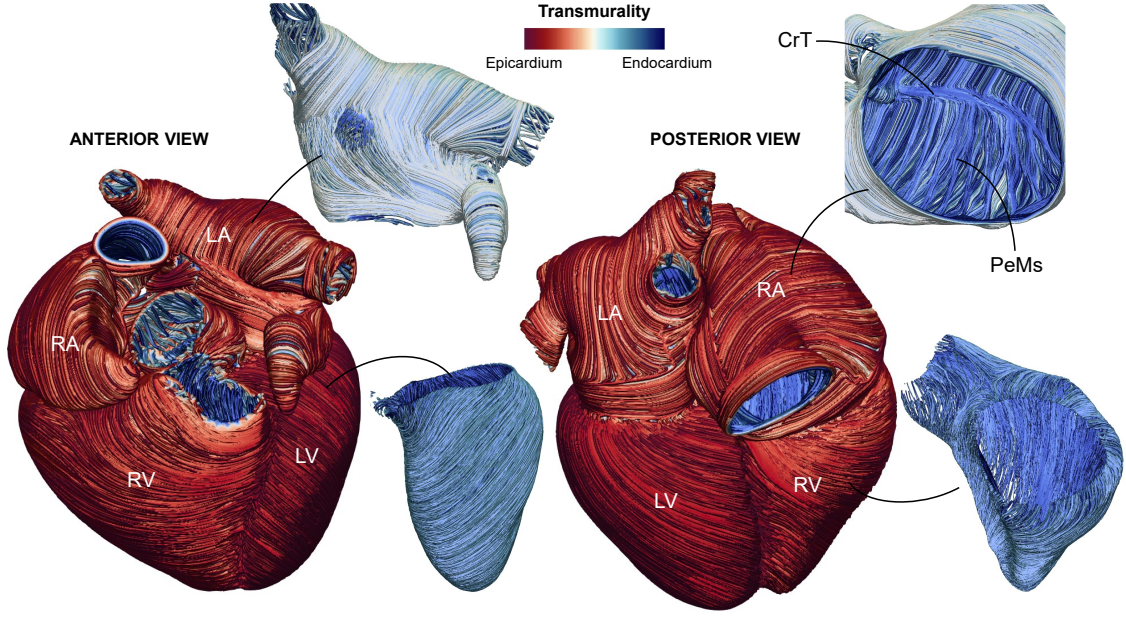 Transmurality
Epicardium
Endocardium
CrT
ANTERIOR VIEW
POSTERIOR VIEW
PeMs
LA
RA
RV
LV
LA
RA
LV
RV